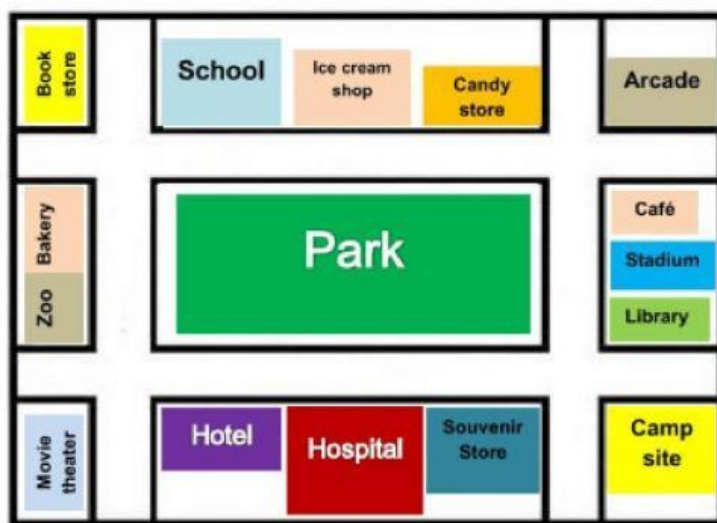 Book
store
School
Ice cream
shop
Candy
store
Arcade
Bakery
Zoo
Park
Café
Stadium
Library
Movie
theater
Hotel
Hospital
Souvenir
Store
Camp
site